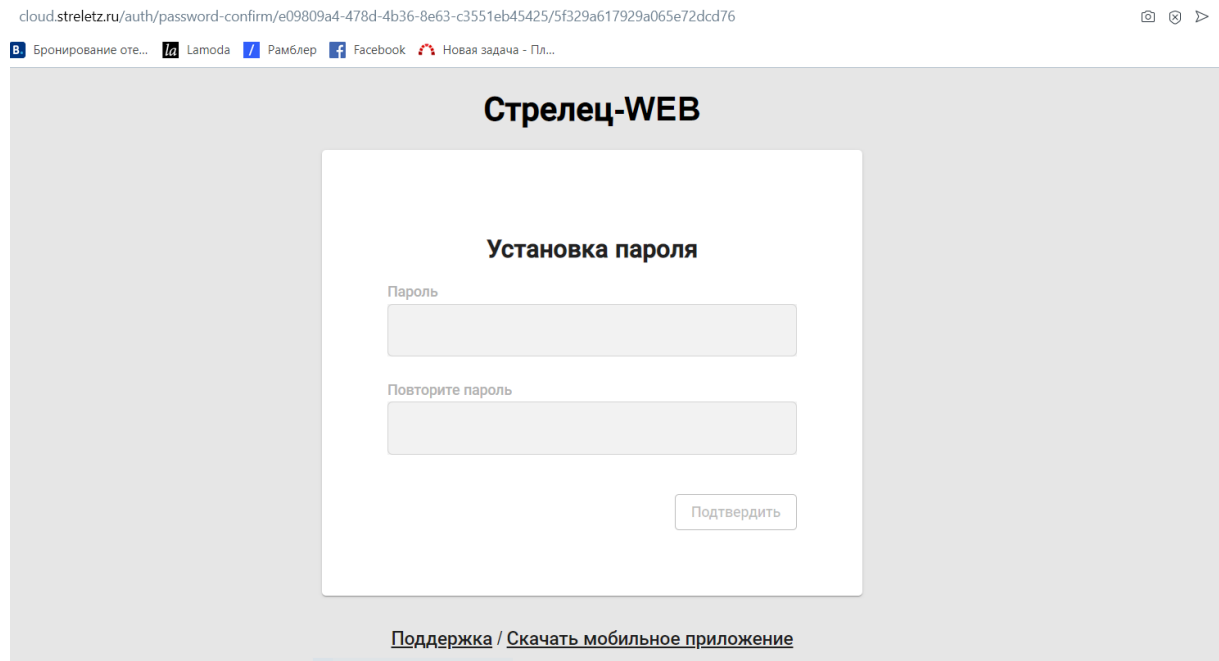 cloud.streletz.ru/auth/password-confirm/e09809a4-478d-4b36-8e63-c3551eb45425/5f329a617929a065e72dcd76
B. Бронирование оте... la Lamoda / Рамблер f Facebook Новая задача - Пл...
Стрелец-WEB
Установка пароля
Пароль
Повторите пароль
Подтвердить
Поддержка / Скачать мобильное приложение